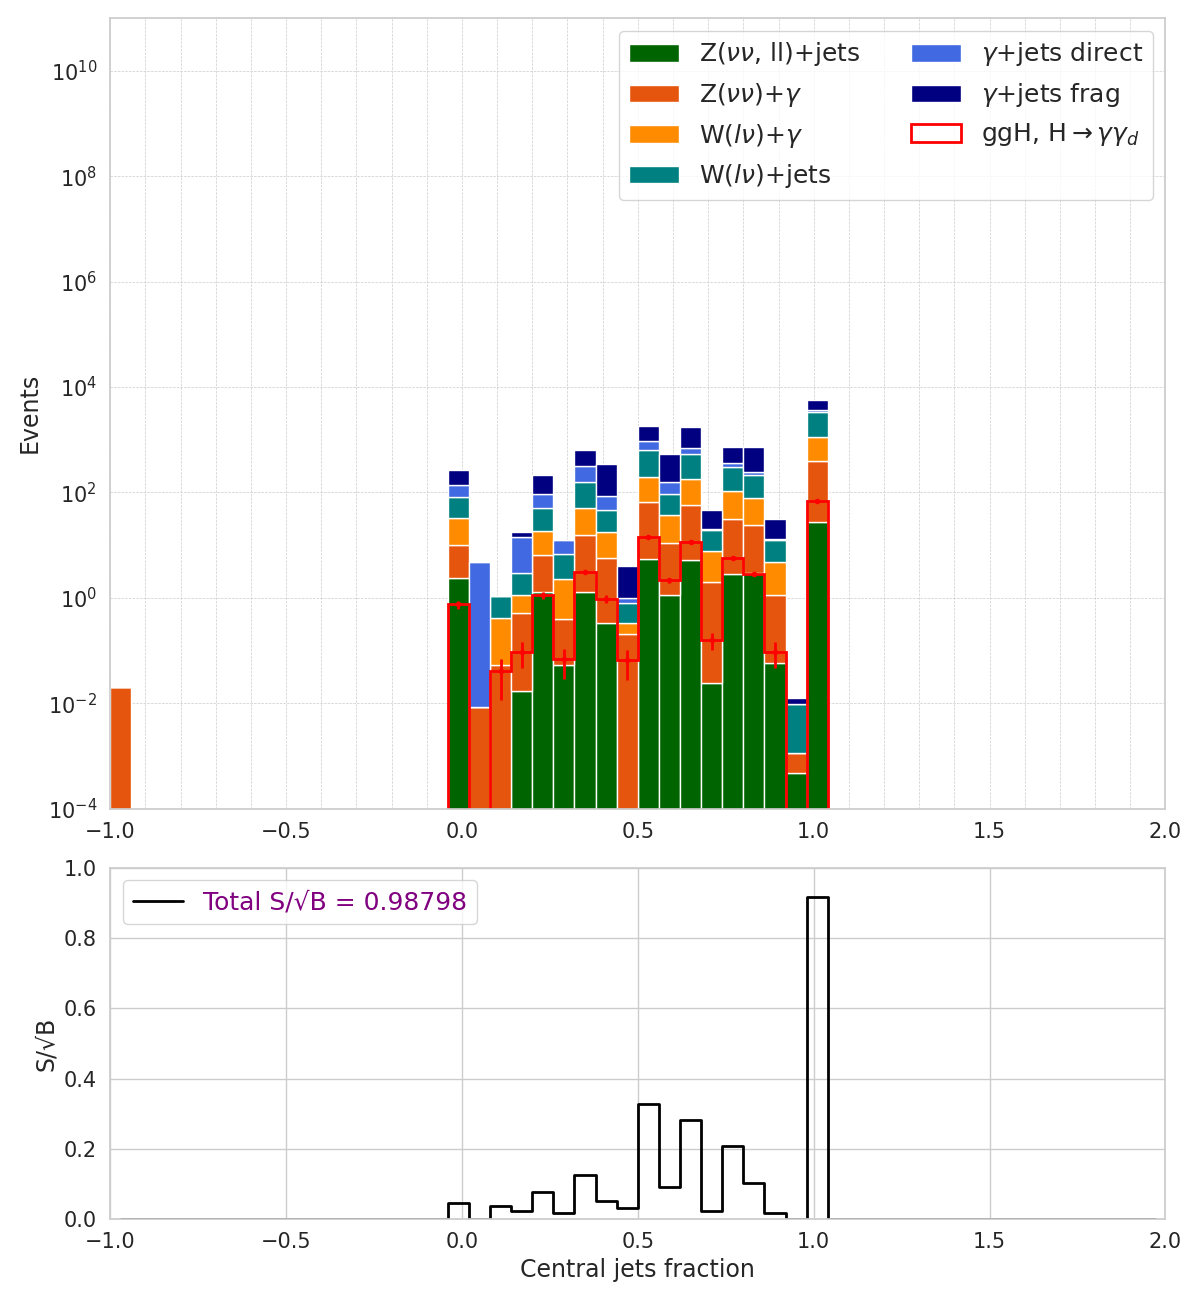 Z(νν, ll)+jets
Z(νν)+γ
W(lν)+γ
W(lν)+jets
γ+jets direct
γ+jets frag
ggH, H→γγ_d
Events
10^10
10^8
10^6
10^4
10^2
10^0
10^−2
10^−4
−1.0 −0.5 0.0 0.5 1.0 1.5 2.0
Total S/√B = 0.98798
S/√B
1.0
0.8
0.6
0.4
0.2
0.0
−1.0 −0.5 0.0 0.5 1.0 1.5 2.0
Central jets fraction